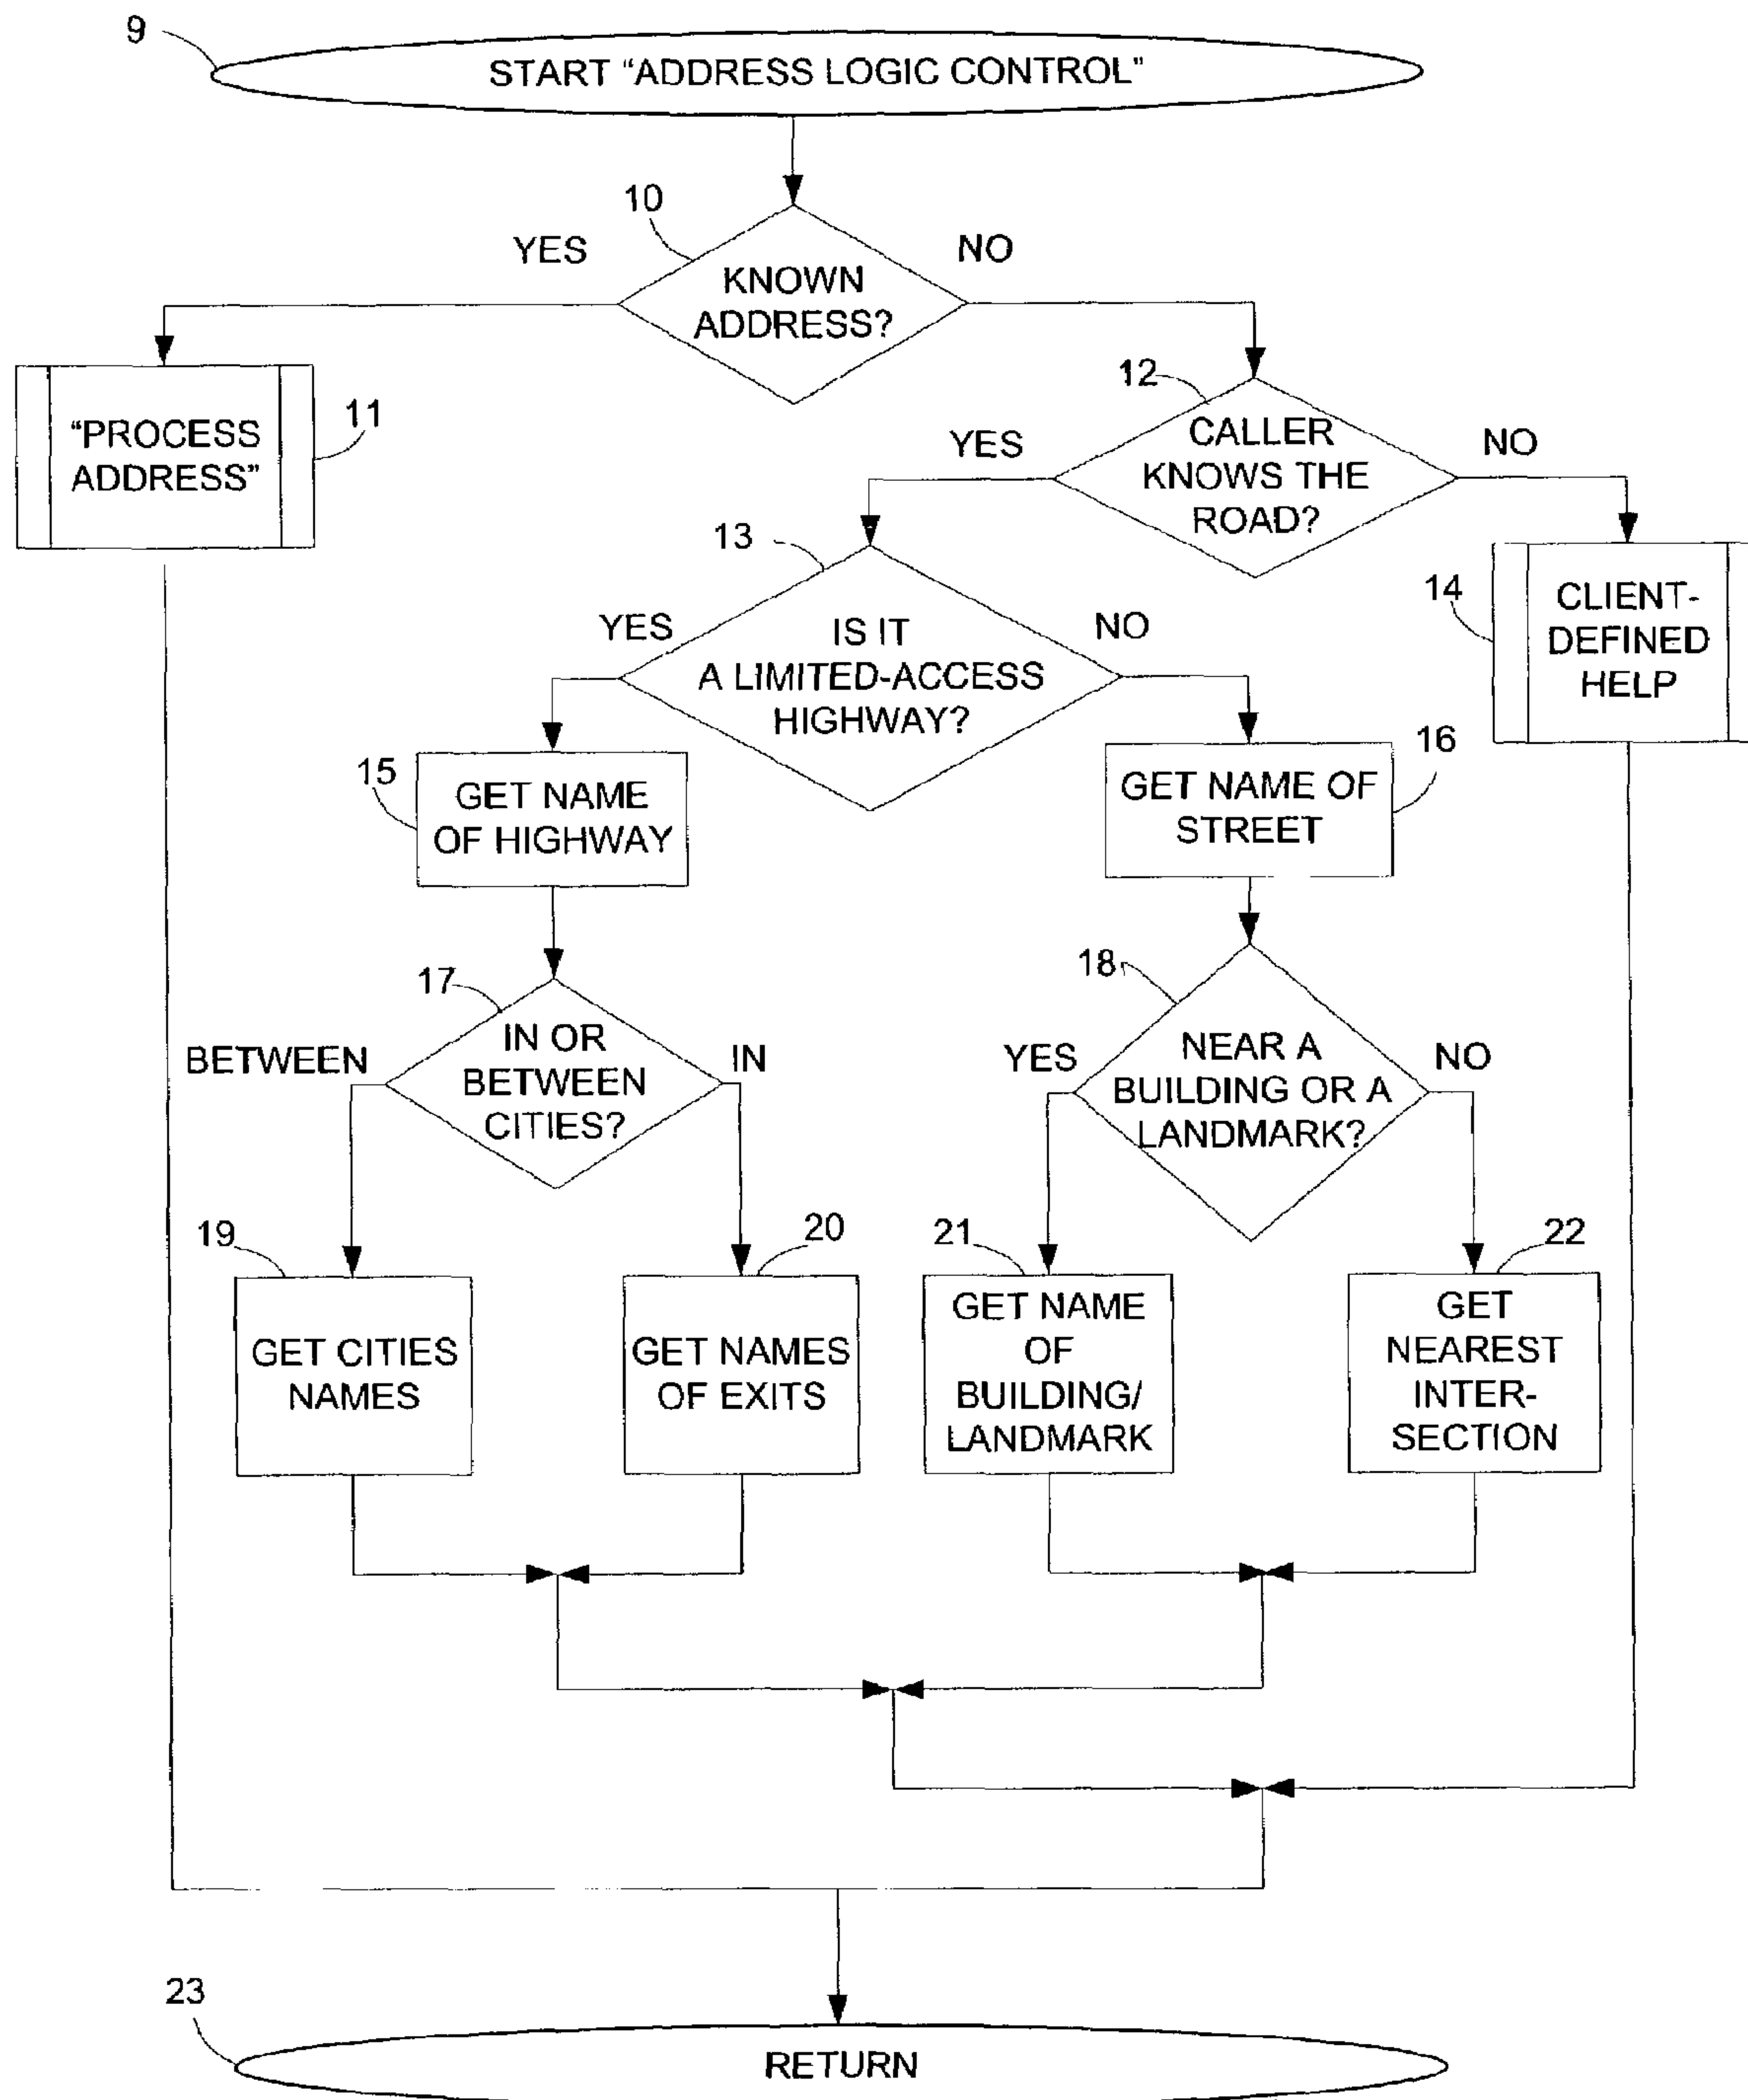 9
START “ADDRESS LOGIC CONTROL”
10
YES
NO
KNOWN
ADDRESS?
12
11
“PROCESS
ADDRESS”
YES
NO
CALLER
KNOWS THE
ROAD?
13
14
YES
NO
IS IT
A LIMITED-ACCESS
HIGHWAY?
CLIENT-
DEFINED
HELP
15
GET NAME
OF HIGHWAY
16
GET NAME OF
STREET
17
18
BETWEEN
IN
IN OR
BETWEEN
CITIES?
YES
NO
NEAR A
BUILDING OR A
LANDMARK?
19
20
21
22
GET CITIES
NAMES
GET NAMES
OF EXITS
GET NAME
OF
BUILDING/
LANDMARK
GET
NEAREST
INTER-
SECTION
23
RETURN